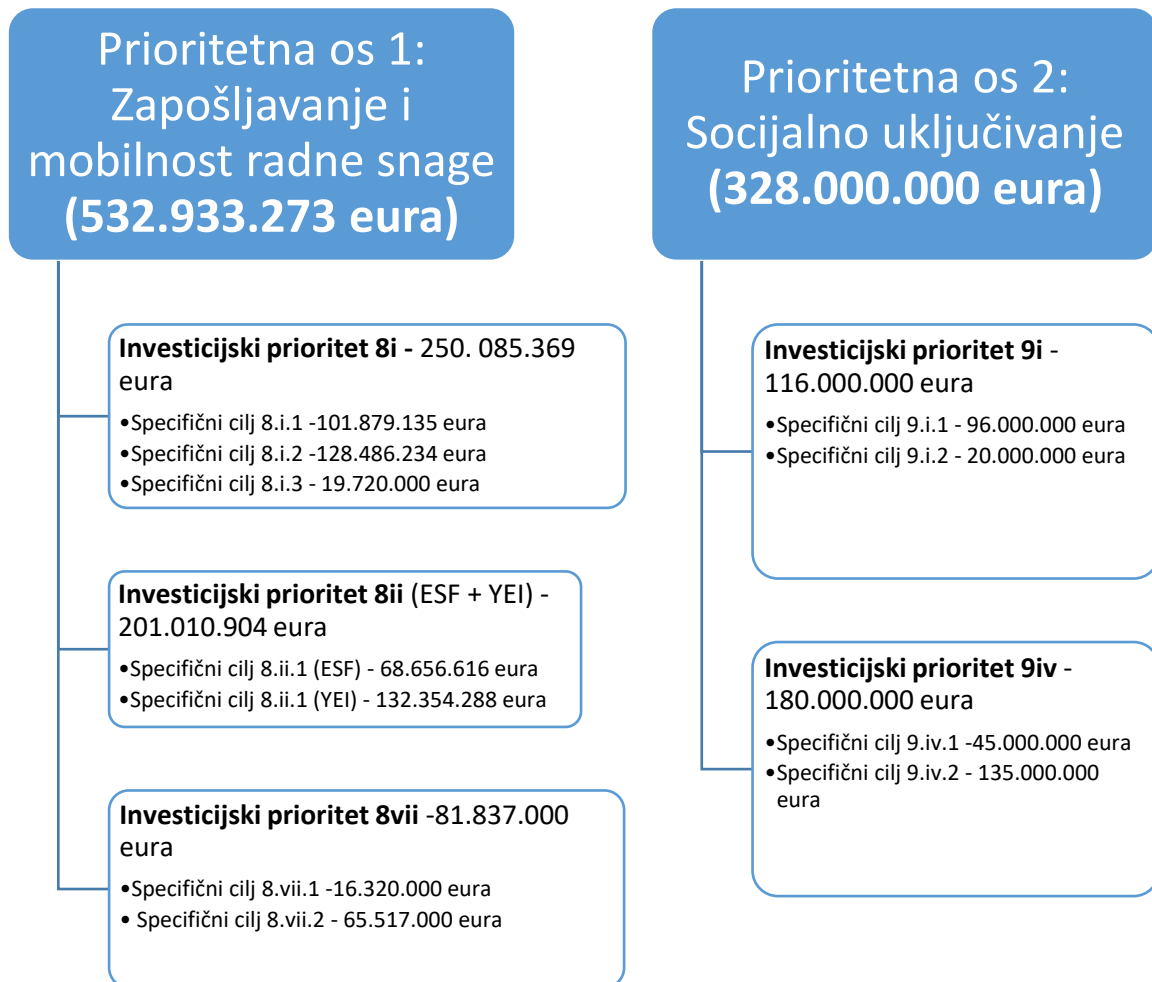 Prioritetna os 1:
Zapošljavanje i
mobilnost radne snage
(532.933.273 eura)
Investicijski prioritet 8i - 250. 085.369
eura
•Specifični cilj 8.i.1 -101.879.135 eura
•Specifični cilj 8.i.2 -128.486.234 eura
•Specifični cilj 8.i.3 - 19.720.000 eura
Investicijski prioritet 8ii (ESF + YEI) -
201.010.904 eura
•Specifični cilj 8.ii.1 (ESF) - 68.656.616 eura
•Specifični cilj 8.ii.1 (YEI) - 132.354.288 eura
Investicijski prioritet 8vii -81.837.000
eura
•Specifični cilj 8.vii.1 -16.320.000 eura
• Specifični cilj 8.vii.2 - 65.517.000 eura
Prioritetna os 2:
Socijalno uključivanje
(328.000.000 eura)
Investicijski prioritet 9i -
116.000.000 eura
•Specifični cilj 9.i.1 - 96.000.000 eura
•Specifični cilj 9.i.2 - 20.000.000 eura
Investicijski prioritet 9iv -
180.000.000 eura
•Specifični cilj 9.iv.1 -45.000.000 eura
•Specifični cilj 9.iv.2 - 135.000.000
eura